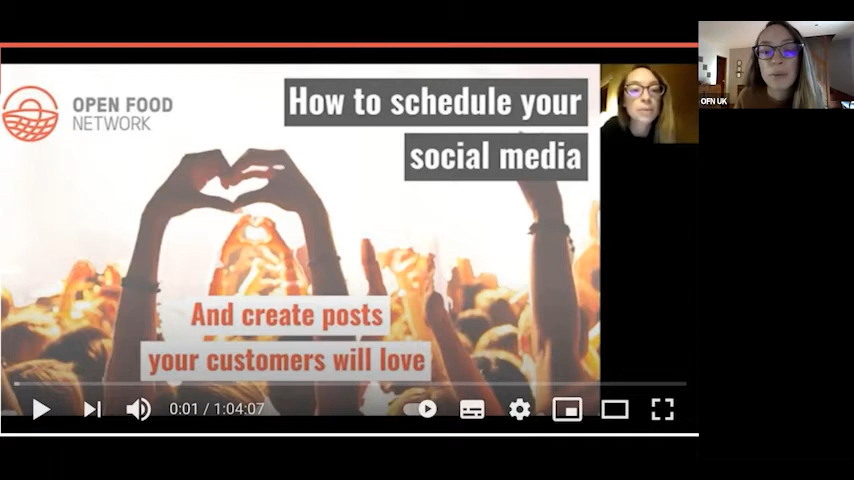 OPEN FOOD
NETWORK
How to schedule your
social media
OFN UK
And create posts
your customers will love
0:01 / 1:04:07